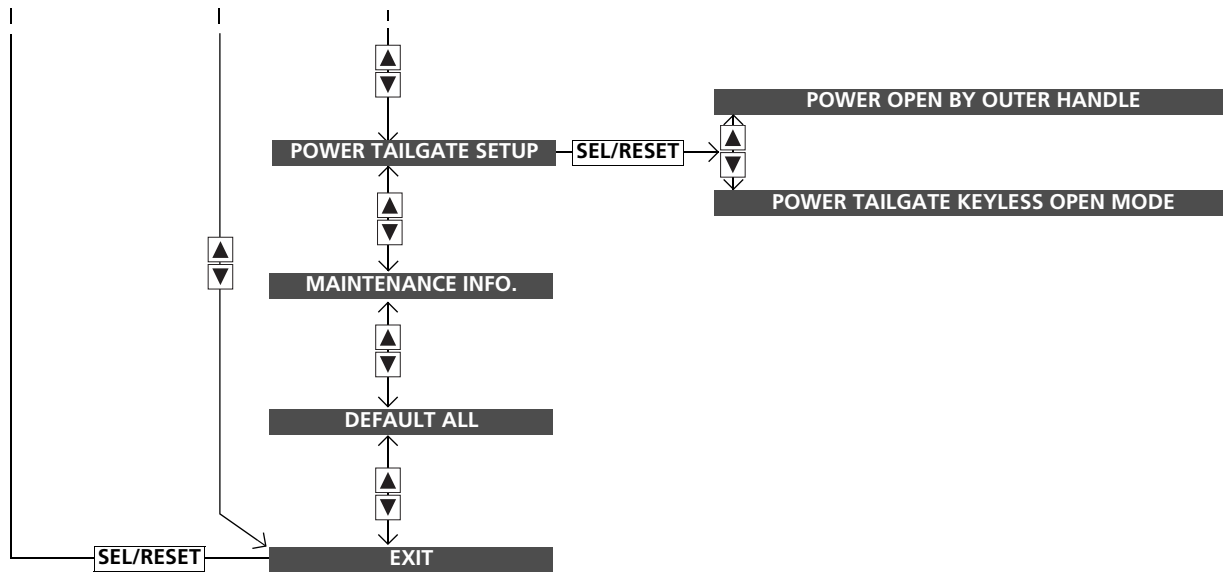 POWER OPEN BY OUTER HANDLE
POWER TAILGATE SETUP
SEL/RESET
POWER TAILGATE KEYLESS OPEN MODE
MAINTENANCE INFO.
DEFAULT ALL
SEL/RESET
EXIT